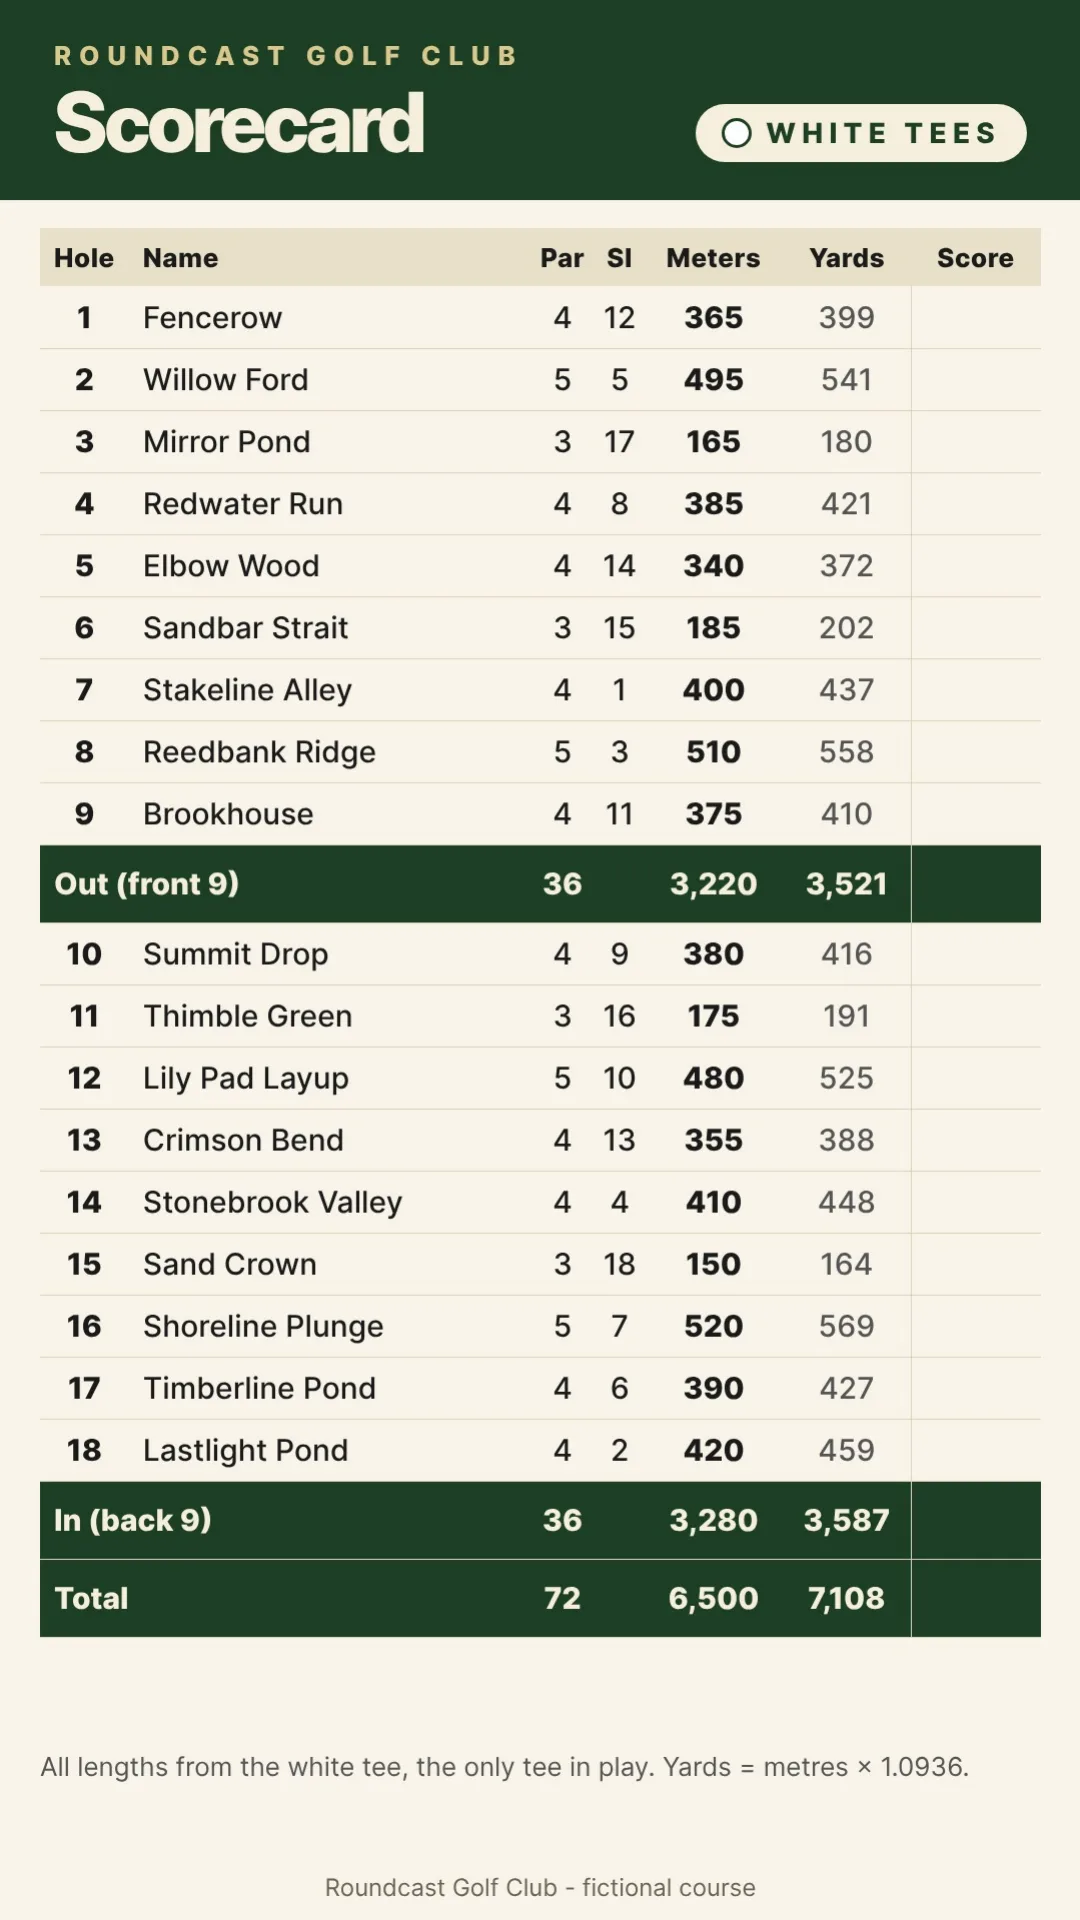 ROUNDCAST GOLF CLUB
Scorecard
WHITE TEES
Hole Name Par SI Meters Yards Score
1 Fencerow 4 12 365 399
2 Willow Ford 5 5 495 541
3 Mirror Pond 3 17 165 180
4 Redwater Run 4 8 385 421
5 Elbow Wood 4 14 340 372
6 Sandbar Strait 3 15 185 202
7 Stakeline Alley 4 1 400 437
8 Reedbank Ridge 5 3 510 558
9 Brookhouse 4 11 375 410
Out (front 9) 36 3,220 3,521
10 Summit Drop 4 9 380 416
11 Thimble Green 3 16 175 191
12 Lily Pad Layup 5 10 480 525
13 Crimson Bend 4 13 355 388
14 Stonebrook Valley 4 4 410 448
15 Sand Crown 3 18 150 164
16 Shoreline Plunge 5 7 520 569
17 Timberline Pond 4 6 390 427
18 Lastlight Pond 4 2 420 459
In (back 9) 36 3,280 3,587
Total 72 6,500 7,108
All lengths from the white tee, the only tee in play. Yards = metres × 1.0936.
Roundcast Golf Club - fictional course